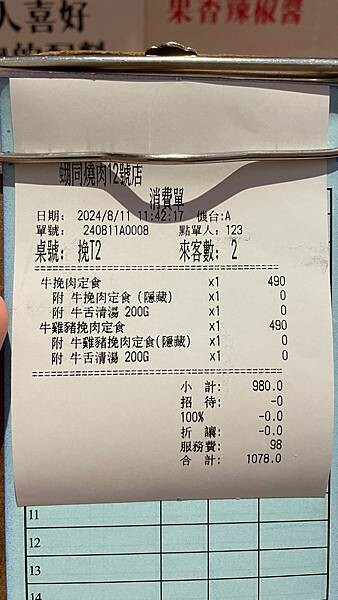 人喜好
果香辣椒醬
蝴同燒肉12號店
消費單
日期: 2024/8/11 11:42:17 機台:A
單號: 240811A0008 點單人: 123
桌號: 挽T2 來客數: 2
牛挽肉定食 x1 490
附 牛挽肉定食(隱藏) x1 0
附 牛舌清湯 200G x1 0
牛雞豬挽肉定食 x1 490
附 牛雞豬挽肉定食(隱藏) x1 0
附 牛舌清湯 200G x1 0
小 計: 980.0
招 待: -0
100% -0.0
折 讓: -0.0
服務費: 98
合 計: 1078.0
11
12
13
14